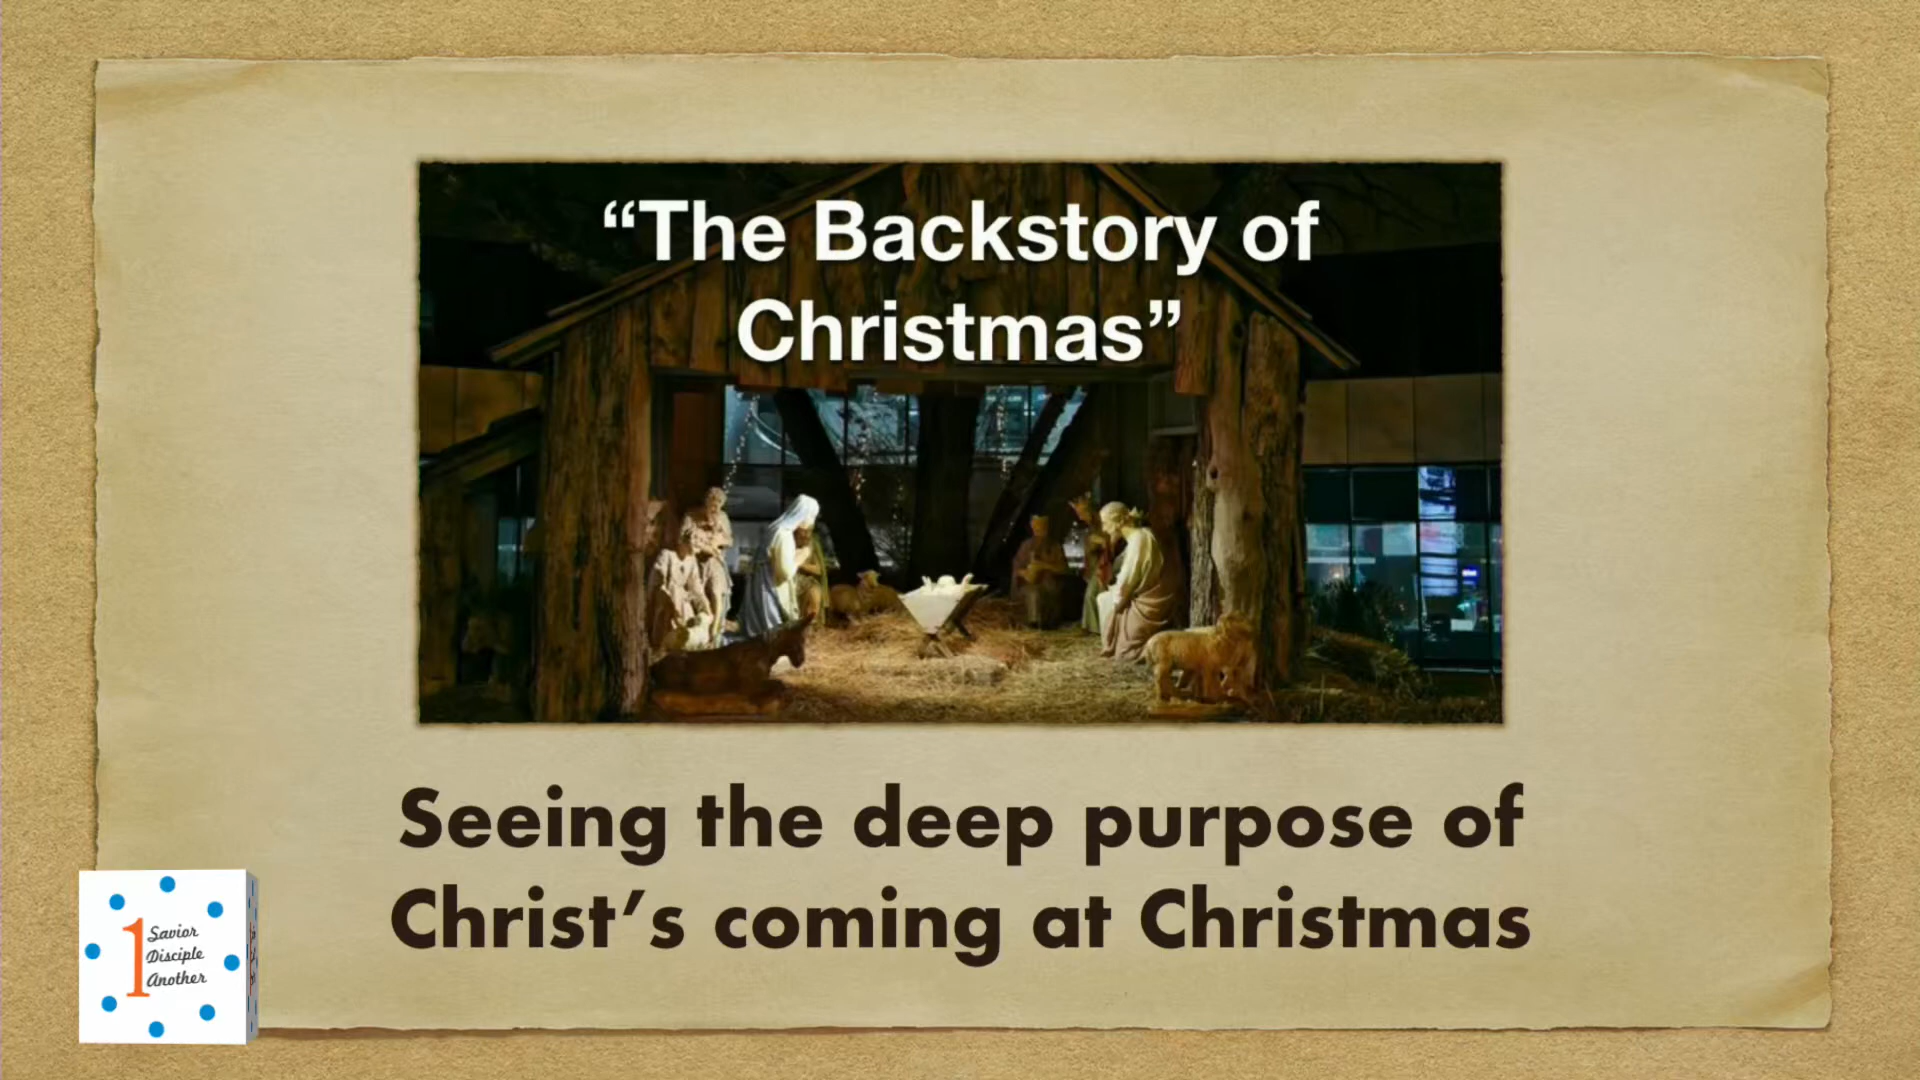 “The Backstory of
Christmas”
Seeing the deep purpose of
Christ’s coming at Christmas
1 Savior
Disciple
Another